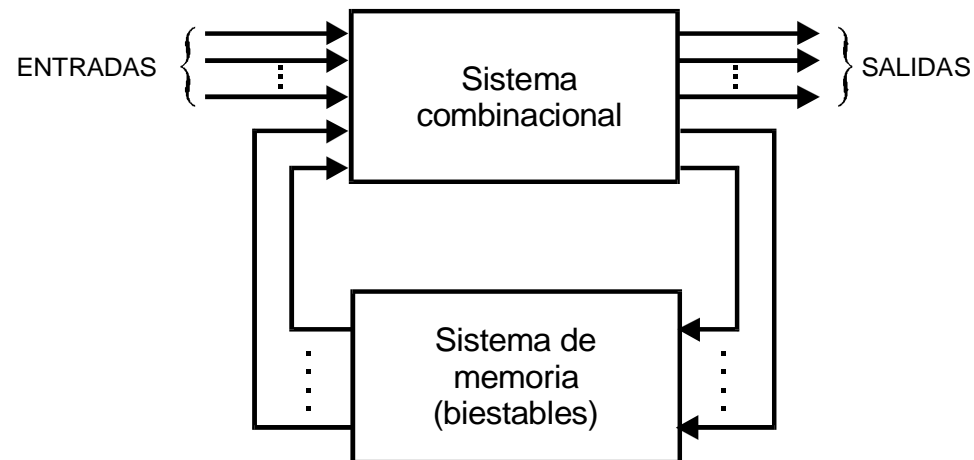 ENTRADAS
Sistema
combinacional
SALIDAS
Sistema de
memoria
(biestables)